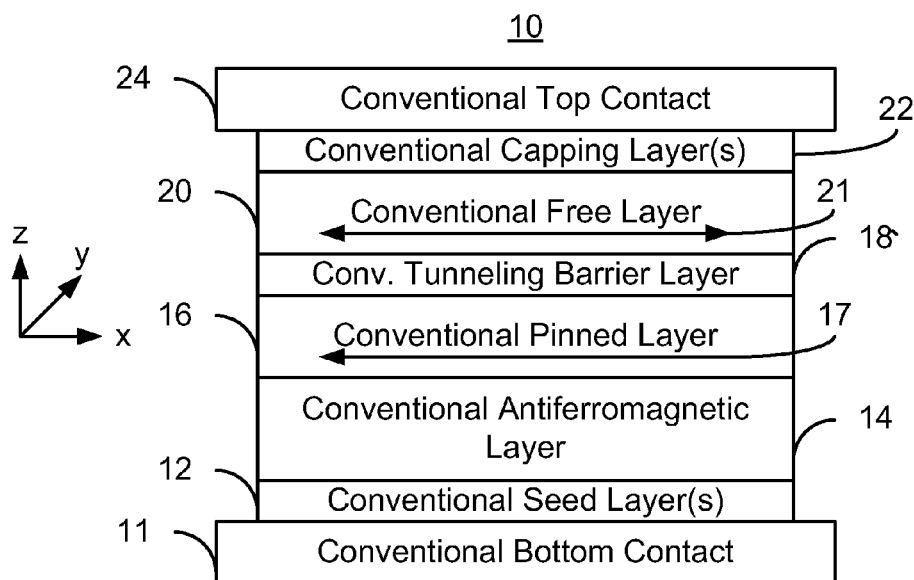 10
24
Conventional Top Contact
22
Conventional Capping Layer(s)
20
Conventional Free Layer
21
18`
Conv. Tunneling Barrier Layer
z
y
x
16
Conventional Pinned Layer
17
Conventional Antiferromagnetic
Layer
14
12
Conventional Seed Layer(s)
11
Conventional Bottom Contact